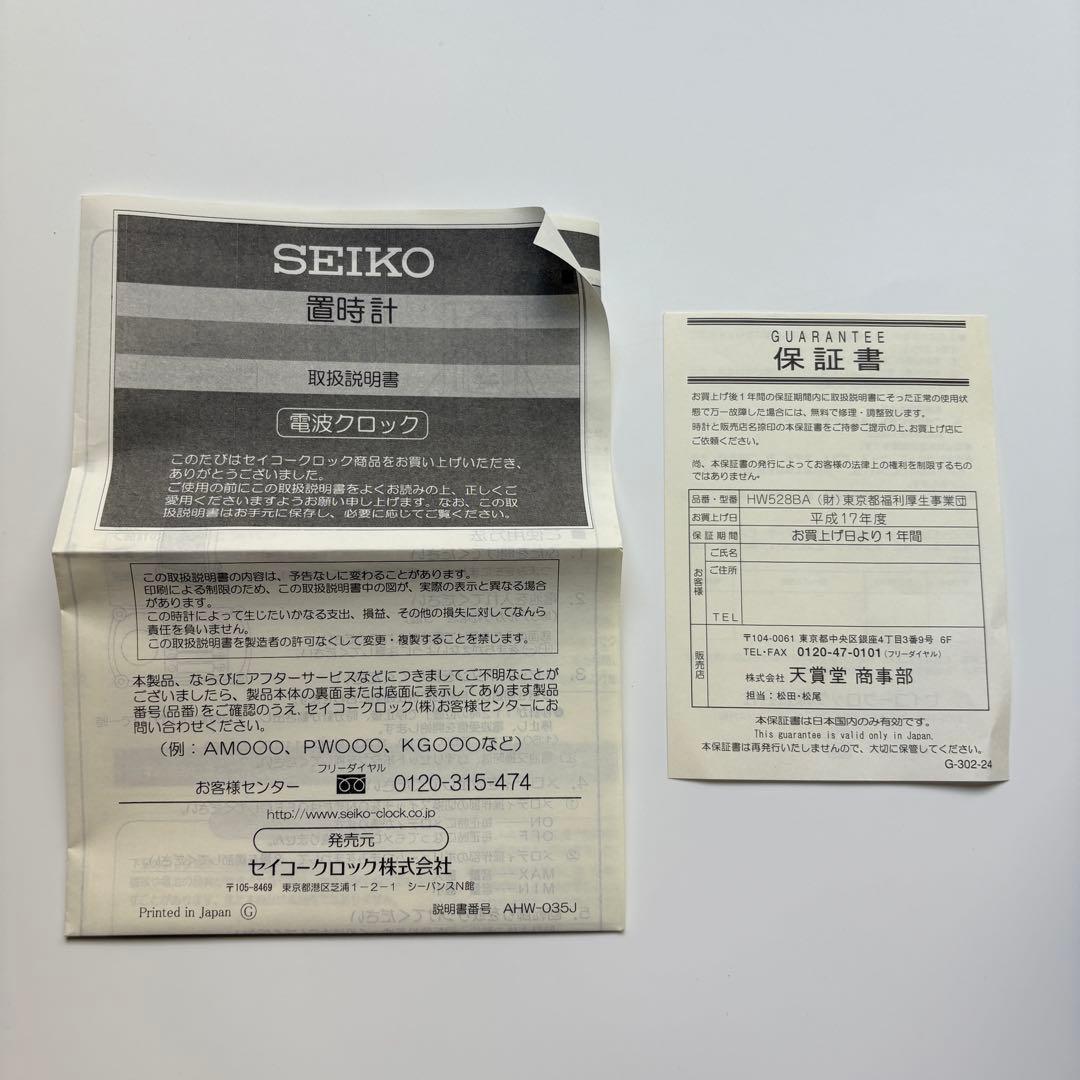 SEIKO
置時計
取扱説明書
電波クロック
このたびはセイコークロック商品をお買い上げいただき、
ありがとうございました。
ご使用の前にこの取扱説明書をよくお読みの上、正しくご
愛用くださいますようお願い申し上げます。なお、この取
扱説明書はお手元に保存し、必要に応じてご覧ください。
この取扱説明書の内容は、予告なしに変わることがあります。
印刷による制限のため、この取扱説明書中の図が、実際の表示と異なる場合
があります。
この時計によって生じたいかなる支出、損益、その他の損失に対してなんら
責任を負いません。
この取扱説明書を製造者の許可なくして変更・複製することを禁じます。
本製品、ならびにアフターサービスなどにつきましてご不明なことが
ございましたら、製品本体の裏面または底面に表示してあります製品
番号(品番)をご確認のうえ、セイコークロック(株)お客様センターにお
問い合わせください。
(例:AM○○○、PW○○○、KG○○○など)
フリーダイヤル
お客様センター 0120-315-474
http://www.seiko-clock.co.jp
発売元
セイコークロック株式会社
〒105-8469 東京都港区芝浦1-2-1 シーバンスN館
Printed in Japan Ⓖ 説明書番号 AHW-035J
GUARANTEE
保証書
お買上げ後1年間の保証期間内に取扱説明書にそった正常の使用状
態で万一故障した場合には、無料で修理・調整致します。
時計と販売店名捺印の本保証書をご持参ご提示の上、お買上げ店に
ご依頼ください。
尚、本保証書の発行によってお客様の法律上の権利を制限するもの
ではありません。
品番・型番 HW528BA (財)東京都福利厚生事業団
お買上げ日 平成17年度
保証期間 お買上げ日より1年間
お客様 ご氏名
ご住所
TEL
販売店
〒104-0061 東京都中央区銀座4丁目3番9号 6F
TEL・FAX 0120-47-0101(フリーダイヤル)
株式会社 天賞堂 商事部
担当:松田・松尾
本保証書は日本国内のみ有効です。
This guarantee is valid only in Japan.
本保証書は再発行いたしませんので、大切に保管してください。
G-302-24